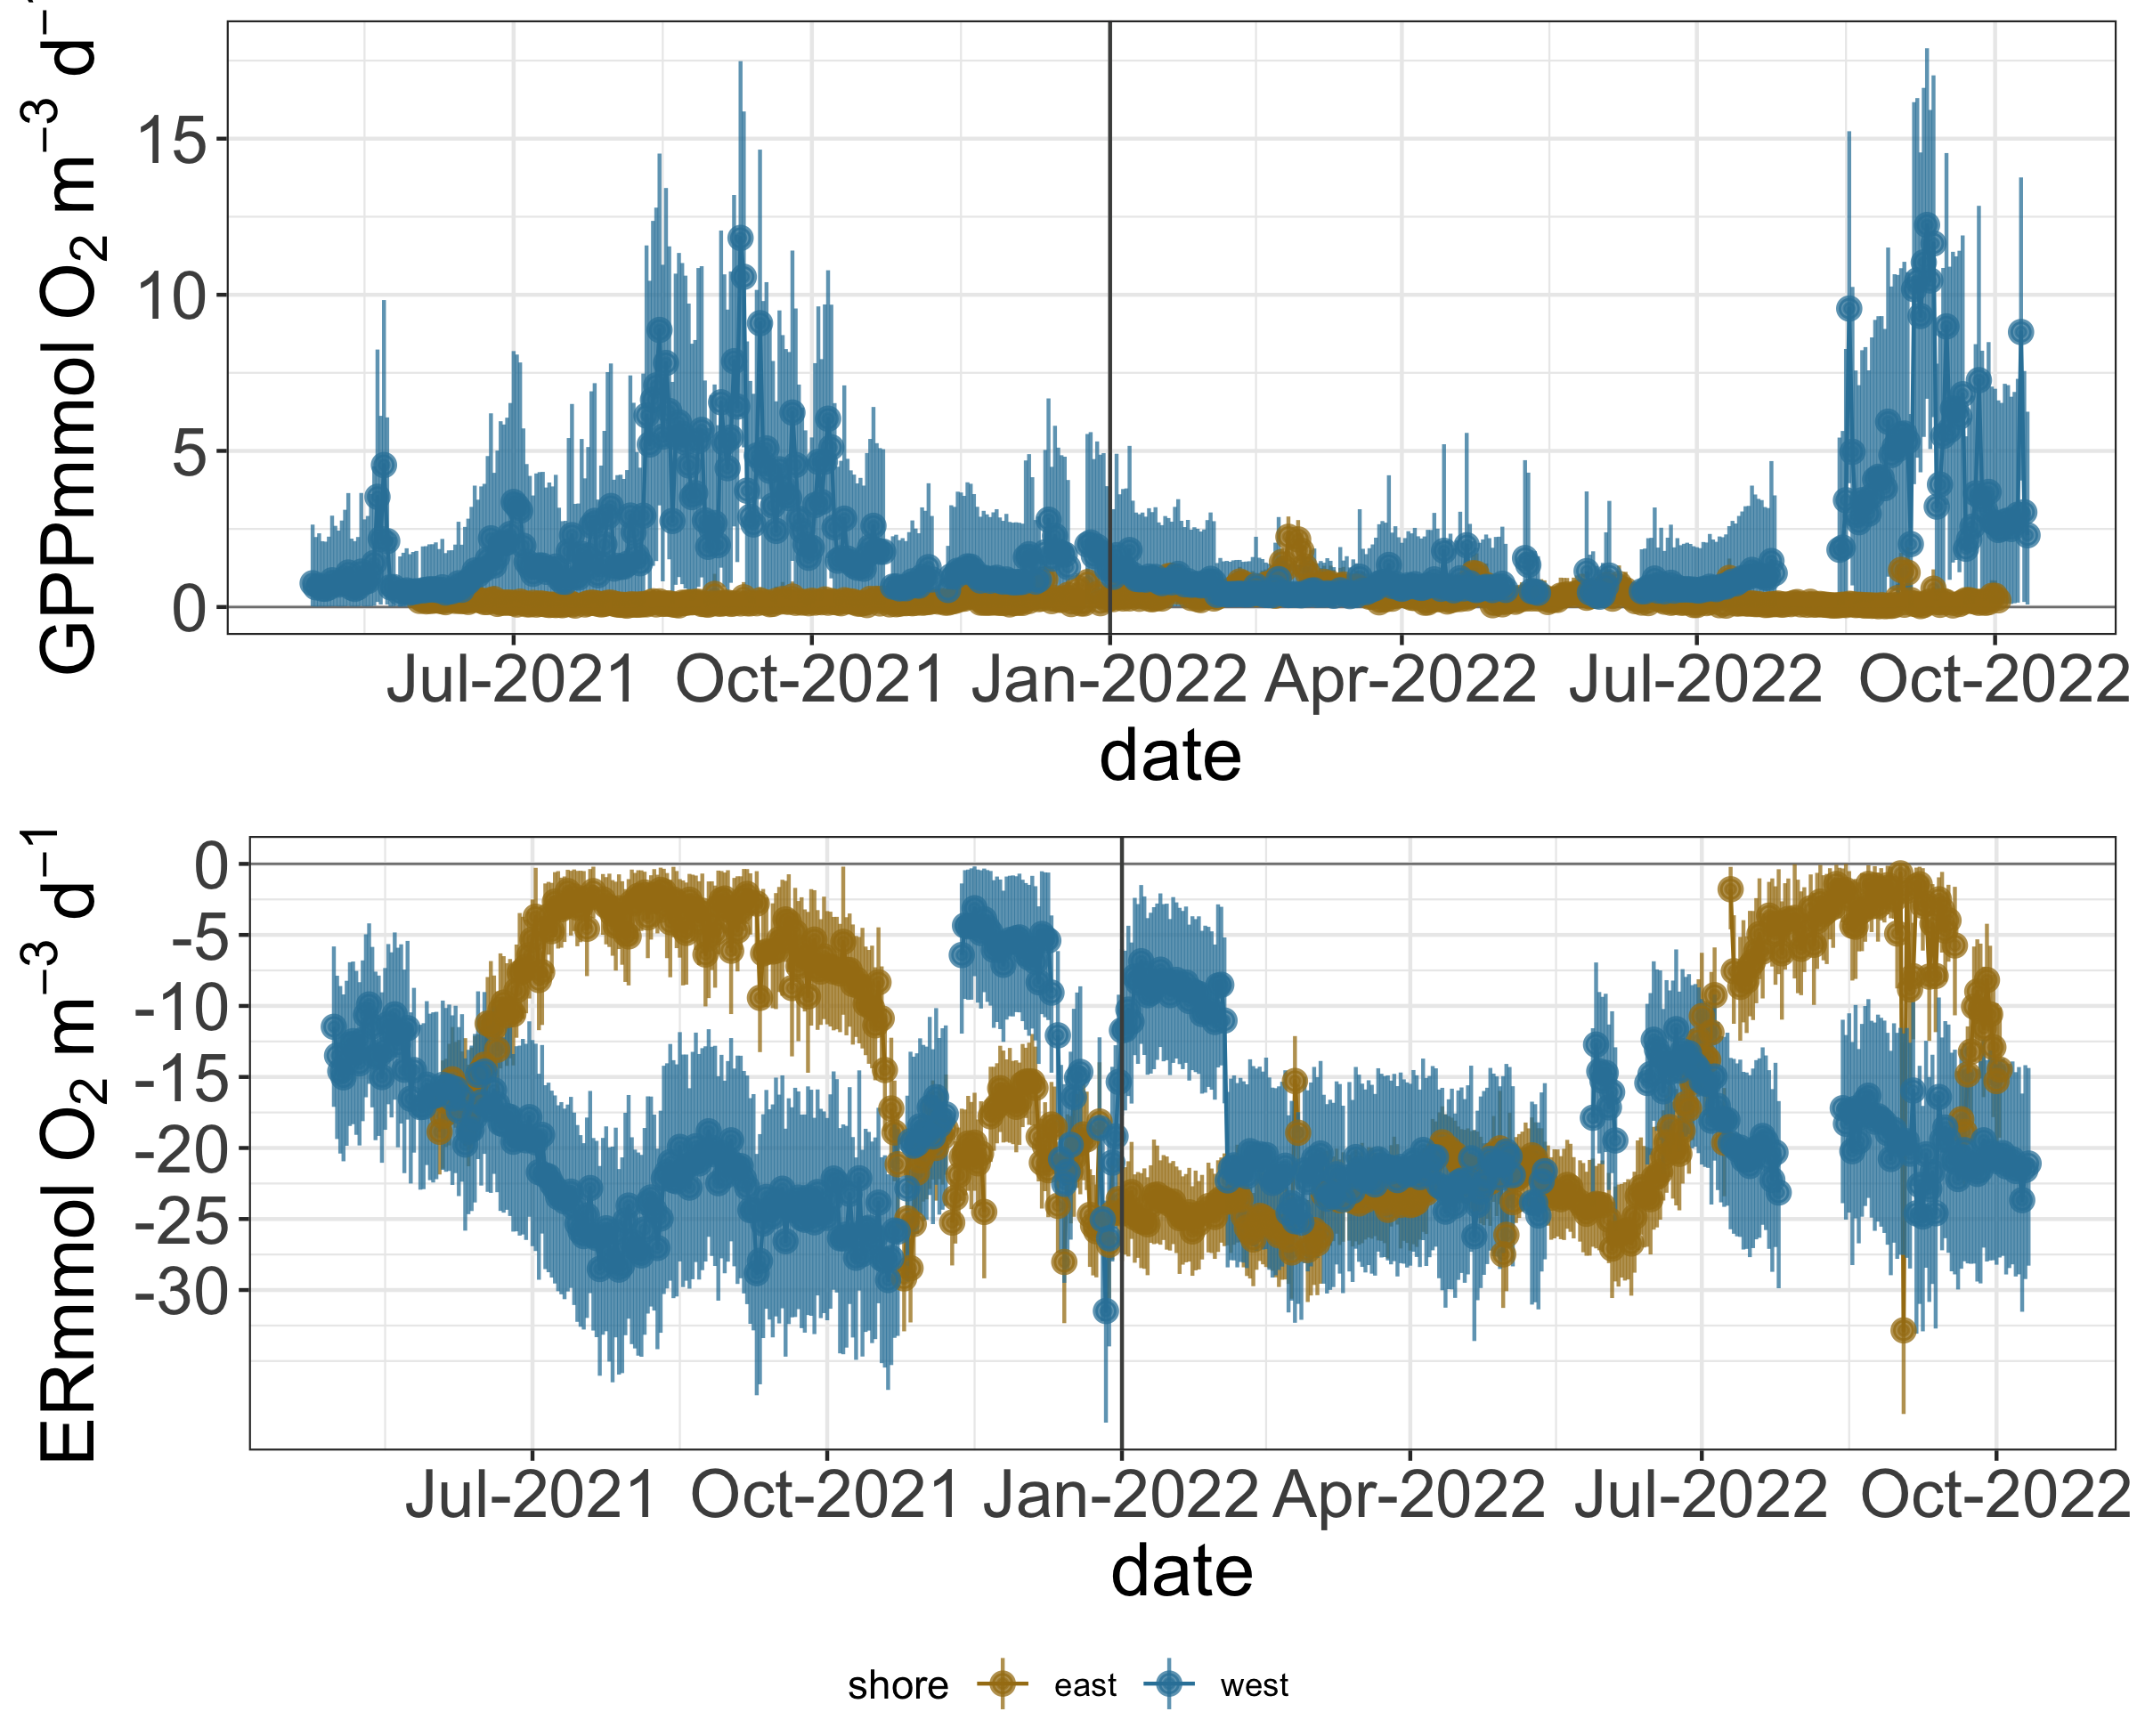 GPPmmol O₂ m⁻³ d⁻
15
10
5
0
Jul-2021 Oct-2021 Jan-2022 Apr-2022 Jul-2022 Oct-2022
date
ERmmol O₂ m⁻³ d⁻¹
0
-5
-10
-15
-20
-25
-30
Jul-2021 Oct-2021 Jan-2022 Apr-2022 Jul-2022 Oct-2022
date
shore east west